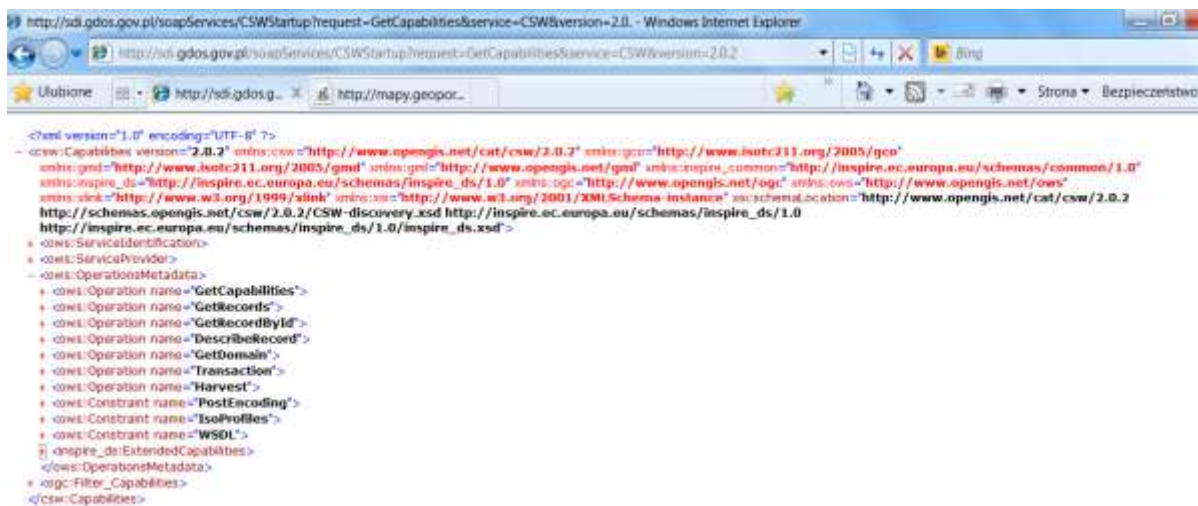 http://sdi.gdos.gov.pl/soapServices/CSWStartup?request=GetCapabilities&service=CSW&version=2.0. - Windows Internet Explorer
http://sdi.gdos.gov.pl/soapServices/CSWStartup?request=GetCapabilities&service=CSW&version=2.0.2 Bing
Ulubione http://sdi.gdos.g... http://mapy.geopor... Strona Bezpieczeństwo
<?xml version="1.0" encoding="UTF-8" ?>
- <csw:Capabilities version="2.0.2" xmlns:csw="http://www.opengis.net/cat/csw/2.0.2" xmlns:gco="http://www.isotc211.org/2005/gco"
xmlns:gmd="http://www.isotc211.org/2005/gmd" xmlns:gml="http://www.opengis.net/gml" xmlns:inspire_common="http://inspire.ec.europa.eu/schemas/common/1.0"
xmlns:inspire_ds="http://inspire.ec.europa.eu/schemas/inspire_ds/1.0" xmlns:ogc="http://www.opengis.net/ogc" xmlns:ows="http://www.opengis.net/ows"
xmlns:xlink="http://www.w3.org/1999/xlink" xmlns:xsi="http://www.w3.org/2001/XMLSchema-instance" xsi:schemaLocation="http://www.opengis.net/cat/csw/2.0.2
http://schemas.opengis.net/csw/2.0.2/CSW-discovery.xsd http://inspire.ec.europa.eu/schemas/inspire_ds/1.0
http://inspire.ec.europa.eu/schemas/inspire_ds/1.0/inspire_ds.xsd">
+ <ows:ServiceIdentification>
+ <ows:ServiceProvider>
- <ows:OperationsMetadata>
+ <ows:Operation name="GetCapabilities">
+ <ows:Operation name="GetRecords">
+ <ows:Operation name="GetRecordById">
+ <ows:Operation name="DescribeRecord">
+ <ows:Operation name="GetDomain">
+ <ows:Operation name="Transaction">
+ <ows:Operation name="Harvest">
+ <ows:Constraint name="PostEncoding">
+ <ows:Constraint name="IsoProfiles">
+ <ows:Constraint name="WSDL">
+ <inspire_ds:ExtendedCapabilities>
</ows:OperationsMetadata>
+ <ogc:Filter_Capabilities>
</csw:Capabilities>